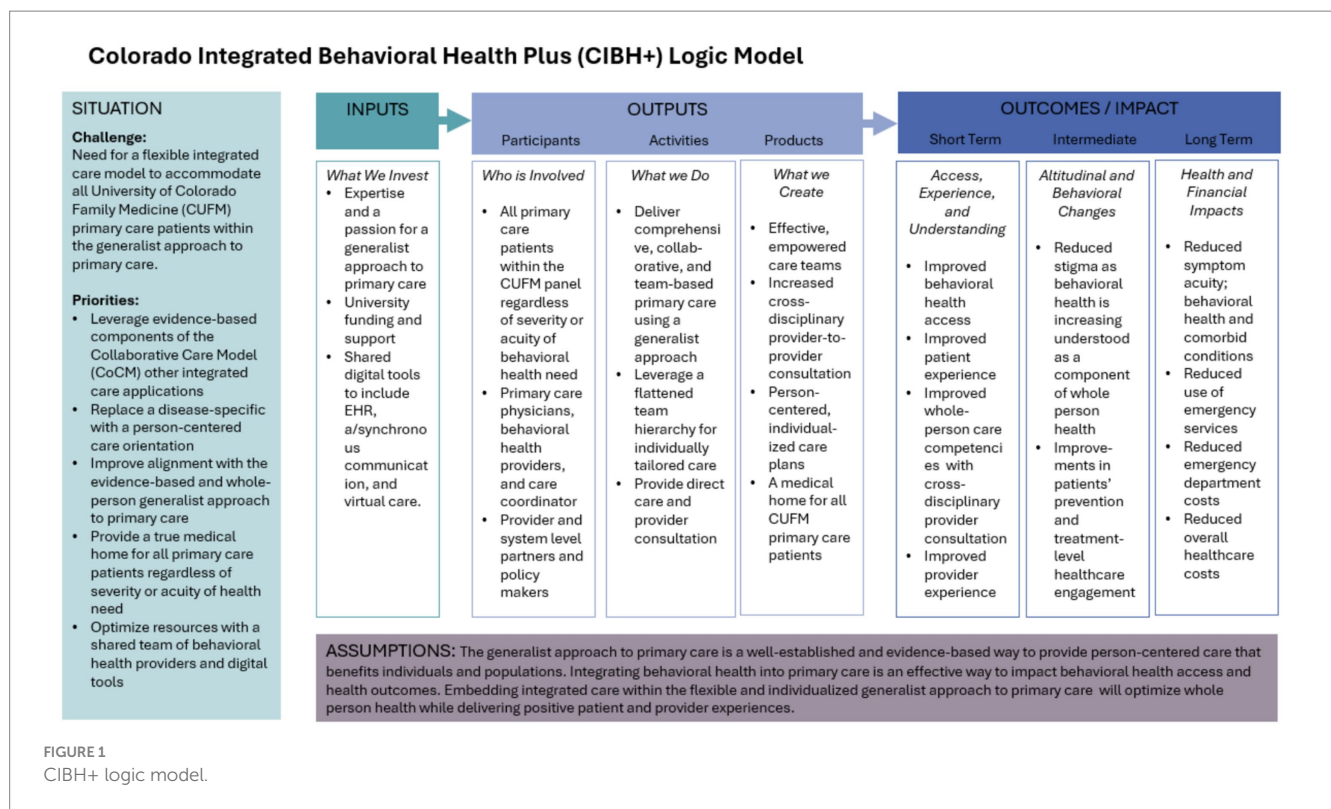 Colorado Integrated Behavioral Health Plus (CIBH+) Logic Model
SITUATION
Challenge:
Need for a flexible integrated
care model to accommodate
all University of Colorado
Family Medicine (CUFM)
primary care patients within
the generalist approach to
primary care.
Priorities:
• Leverage evidence-based
components of the
Collaborative Care Model
(CoCM) other integrated
care applications
• Replace a disease-specific
with a person-centered
care orientation
• Improve alignment with the
evidence-based and whole-
person generalist approach
to primary care
• Provide a true medical
home for all primary care
patients regardless of
severity or acuity of health
need
• Optimize resources with a
shared team of behavioral
health providers and digital
tools
INPUTS
What We Invest
• Expertise
and a
passion for a
generalist
approach to
primary care
• University
funding and
support
• Shared
digital tools
to include
EHR,
a/synchrono
us
communicat
ion, and
virtual care.
OUTPUTS
Participants
Who is Involved
• All primary
care
patients
within the
CUFM panel
regardless
of severity or
acuity of
behavioral
health need
• Primary care
physicians,
behavioral
health
providers,
and care
coordinator
• Provider and
system level
partners and
policy
makers
Activities
What we Do
• Deliver
comprehensi
ve, collab-
orative, and
team-based
primary care
using a
generalist
approach
• Leverage a
flattened
team
hierarchy for
individually
tailored care
• Provide direct
care and
provider
consultation
Products
What we
Create
• Effective,
empowered
care teams
• Increased
cross-
disciplinary
provider-to-
provider
consultation
• Person-
centered,
individual-
ized care
plans
• A medical
home for all
CUFM
primary care
patients
OUTCOMES / IMPACT
Short Term
Access,
Experience,
and
Understanding
• Improved
behavioral
health
access
• Improved
patient
experience
• Improved
whole-
person care
competenci
es with
cross-
disciplinary
provider
consultation
• Improved
provider
experience
Intermediate
Altitudinal and
Behavioral
Changes
• Reduced
stigma as
behavioral
health is
increasing
understood
as a
component
of whole
person
health
• Improve-
ments in
patients'
prevention
and
treatment-
level
healthcare
engagement
Long Term
Health and
Financial
Impacts
• Reduced
symptom
acuity;
behavioral
health and
comorbid
conditions
• Reduced
use of
emergency
services
• Reduced
emergency
department
costs
• Reduced
overall
healthcare
costs
ASSUMPTIONS: The generalist approach to primary care is a well-established and evidence-based way to provide person-centered care that
benefits individuals and populations. Integrating behavioral health into primary care is an effective way to impact behavioral health access and
health outcomes. Embedding integrated care within the flexible and individualized generalist approach to primary care will optimize whole
person health while delivering positive patient and provider experiences.
FIGURE 1
CIBH+ logic model.